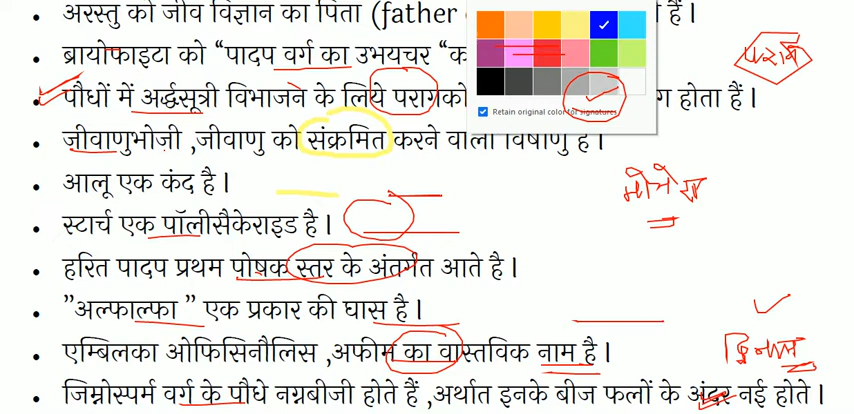 अरस्तु को जीव विज्ञान का पिता (father हैं।
ब्रायोफाइटा को “पादप वर्ग का उभयचर “क
पौधों में अर्द्धसूत्री विभाजने के लिये परागको ग होता हैं।
Retain original color for signatures
जीवाणुभोज़ी ,जीवाणु को संक्रमित करने वाला विषाणु है।
आलू एक कंद है।
स्टार्च एक पॉलीसैकेराइड है।
हरित पादप प्रथम पोषक स्तर के अंतर्गत आते है।
”अल्फाल्फा ” एक प्रकार की घास है।
एम्बिलका ओफिसिनौलिस ,अफीम का वास्तविक नाम है।
जिम्नोस्पर्म वर्ग के पौधे नग्नबीजी होते हैं ,अर्थात इनके बीज फलों के अंदर नई होते।